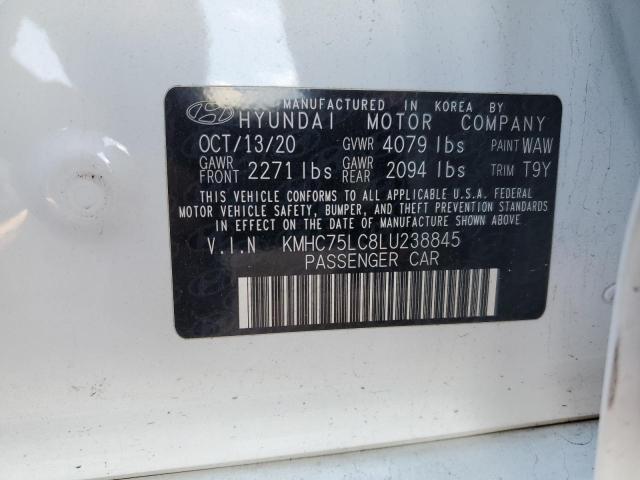 MANUFACTURED IN KOREA BY
HYUNDAI MOTOR COMPANY
OCT/13/20 GVWR 4079 lbs PAINT WAW
GAWR FRONT 2271 lbs GAWR REAR 2094 lbs TRIM T9Y
THIS VEHICLE CONFORMS TO ALL APPLICABLE U.S.A. FEDERAL
MOTOR VEHICLE SAFETY, BUMPER, AND THEFT PREVENTION STANDARDS
IN EFFECT ON THE DATE OF MANUFACTURE SHOWN ABOVE.
V.I.N KMHC75LC8LU238845
PASSENGER CAR